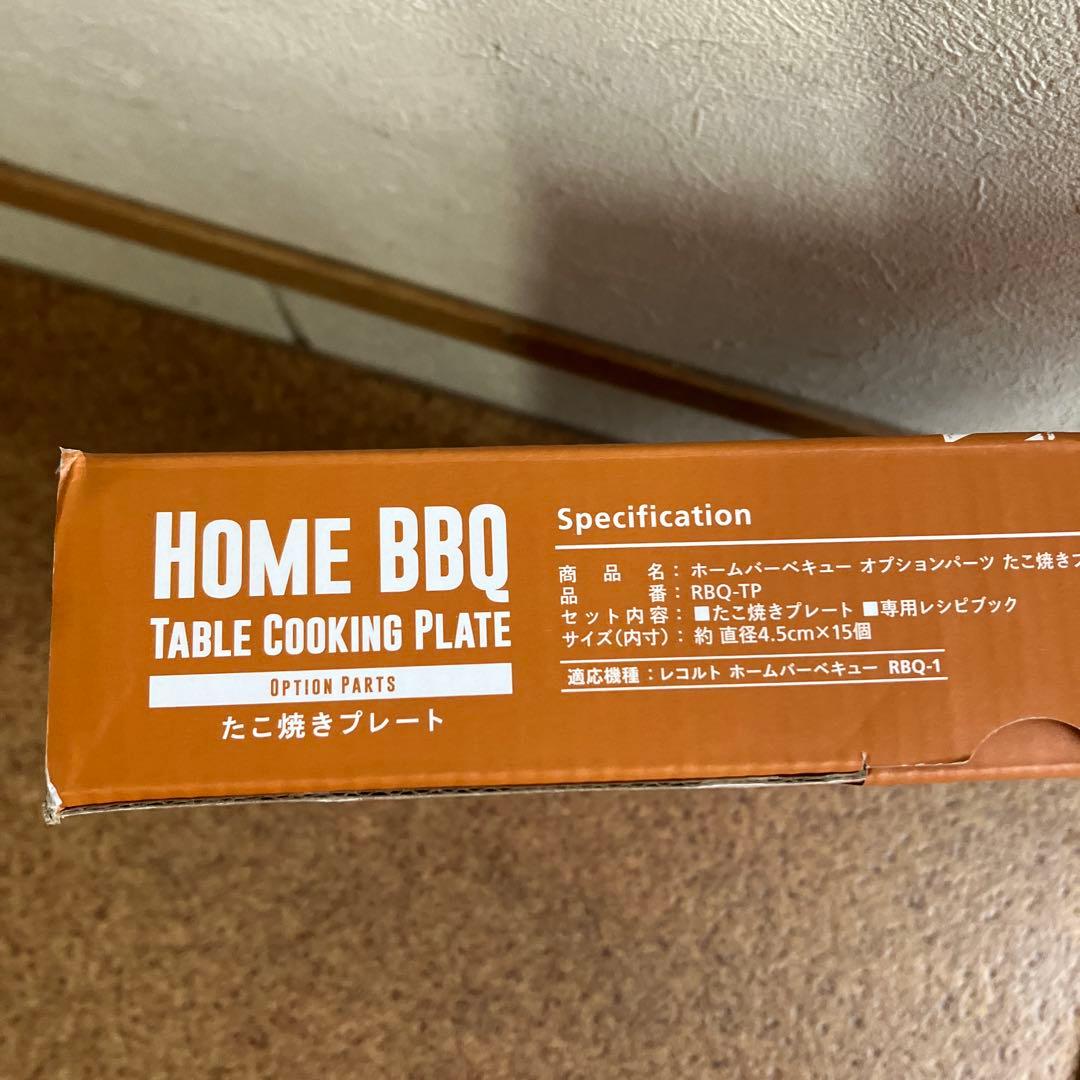 HOME BBQ
TABLE COOKING PLATE
OPTION PARTS
たこ焼きプレート
Specification
商品名：ホームバーベキュー オプションパーツ たこ焼き
品番：RBQ-TP
セット内容：■たこ焼きプレート ■専用レシピブック
サイズ(内寸)：約 直径4.5cm×15個
適応機種：レコルト ホームバーベキュー RBQ-1